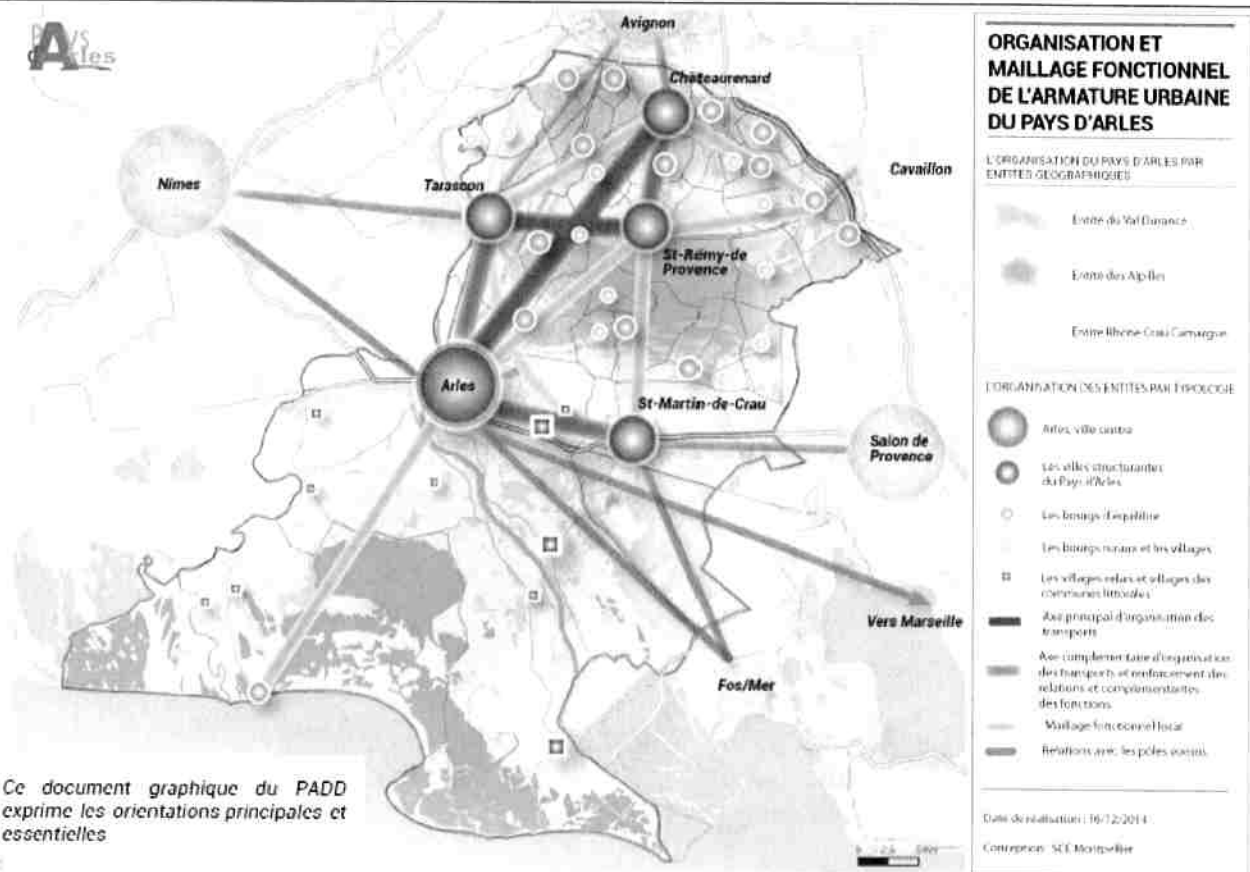 Pays
d'Arles
Avignon
Châteaurenard
Nîmes
Tarascon
Cavaillon
St-Rémy-de
Provence
Arles
St-Martin-de-Crau
Salon de
Provence
Vers Marseille
Fos/Mer
Ce document graphique du PADD
exprime les orientations principales et
essentielles
ORGANISATION ET
MAILLAGE FONCTIONNEL
DE L'ARMATURE URBAINE
DU PAYS D'ARLES
L'ORGANISATION DU PAYS D'ARLES PAR
ENTITES GEOGRAPHIQUES
Entité du Val Durance
Entité des Alpilles
Entité Rhône Crau Camargue
L'ORGANISATION DES ENTITES PAR TYPOLOGIE
Arles, ville centre
Les villes structurantes
du Pays d'Arles
Les bourgs d'équilibre
Les bourgs ruraux et les villages
Les villages relais et villages des
communes littorales
Axe principal d'organisation des
transports
Axe complémentaire d'organisation
des transports et renforcement des
relations et complémentarités
des fonctions
Maillage fonctionnel local
Relations avec les pôles voisins
Date de réalisation : 16/12/2014
Conception : SCE Montpellier